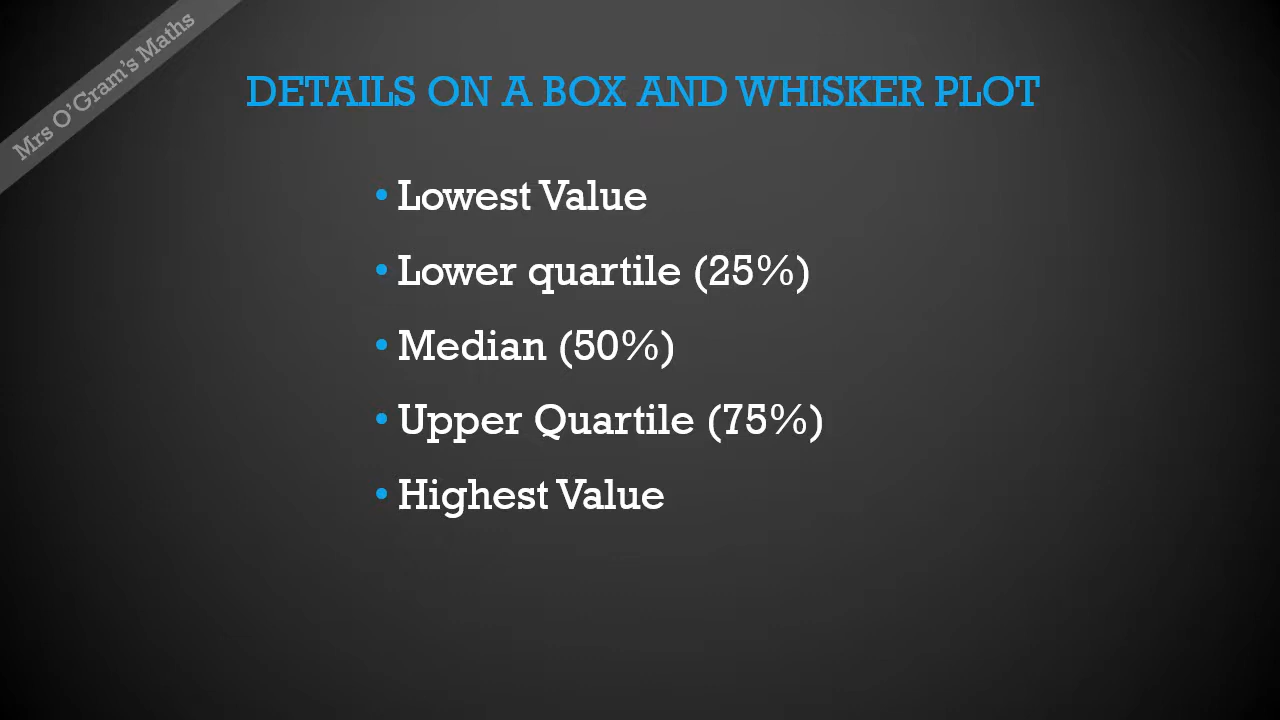 Mrs O'Gram's Maths
DETAILS ON A BOX AND WHISKER PLOT
• Lowest Value
• Lower quartile (25%)
• Median (50%)
• Upper Quartile (75%)
• Highest Value